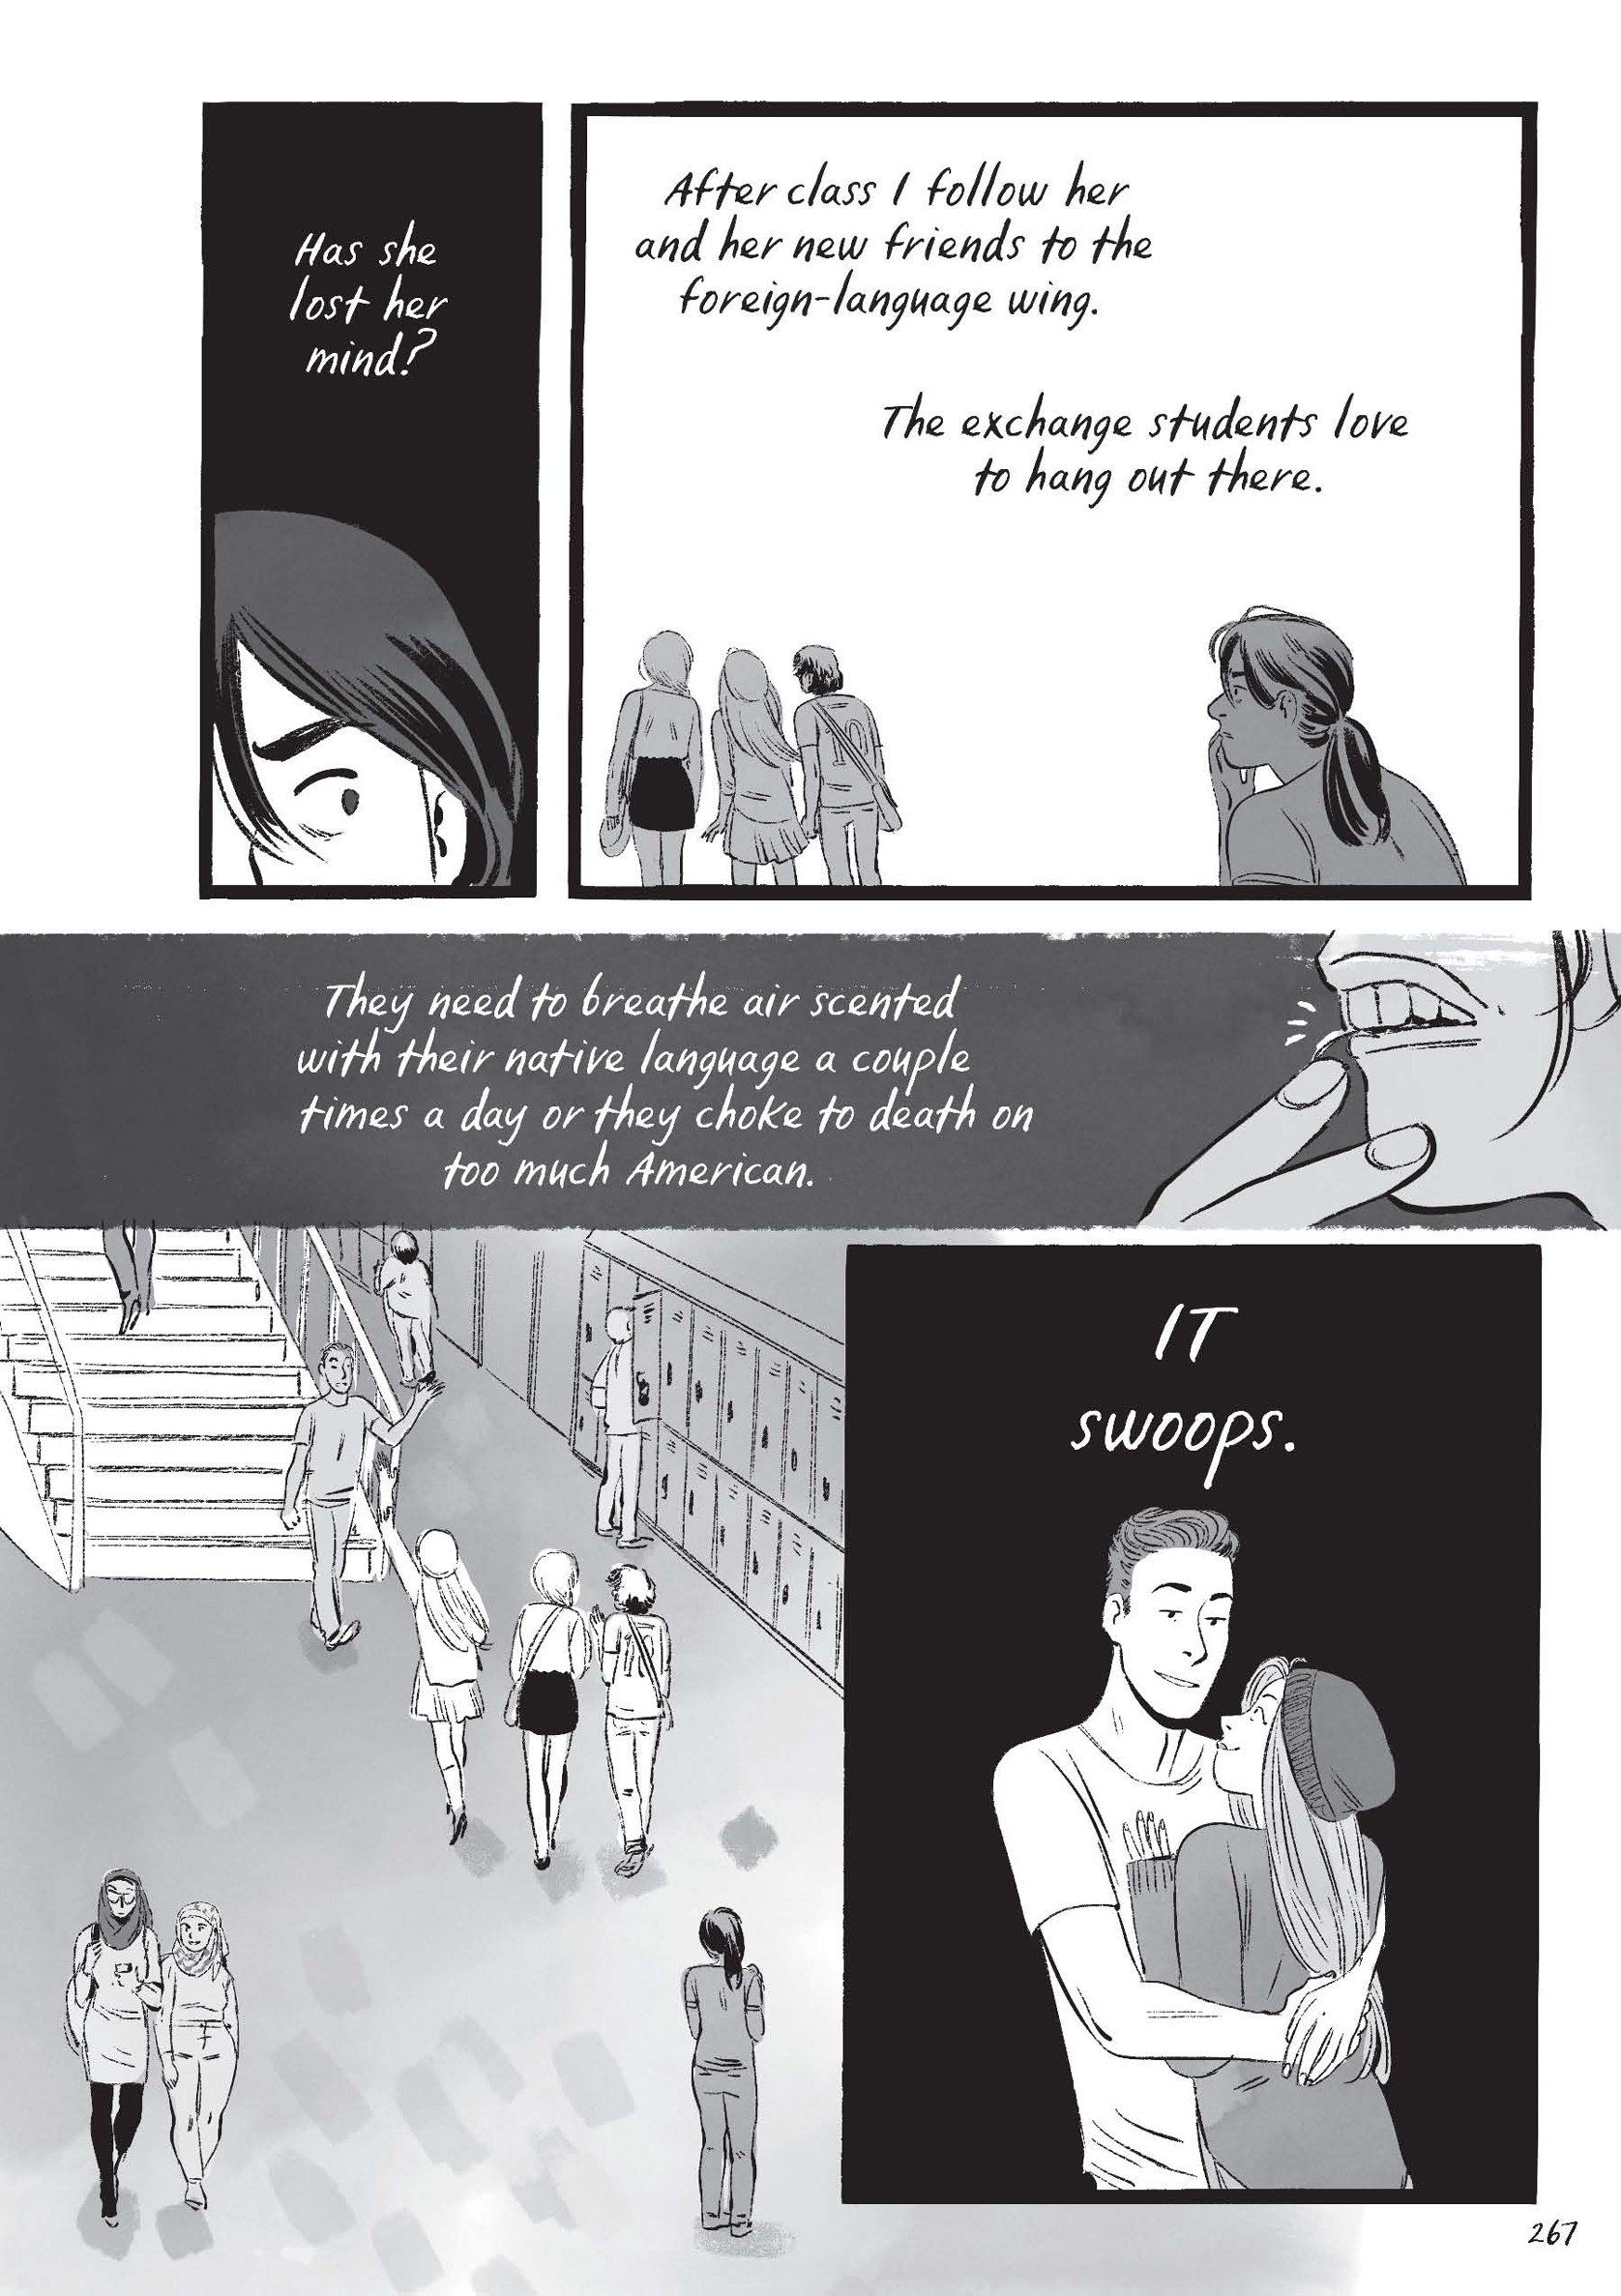 Has she
lost her
mind?
After class I follow her
and her new friends to the
foreign-language wing.
The exchange students love
to hang out there.
10
They need to breathe air scented
with their native language a couple
times a day or they choke to death on
too much American.
IT
swoops.
267